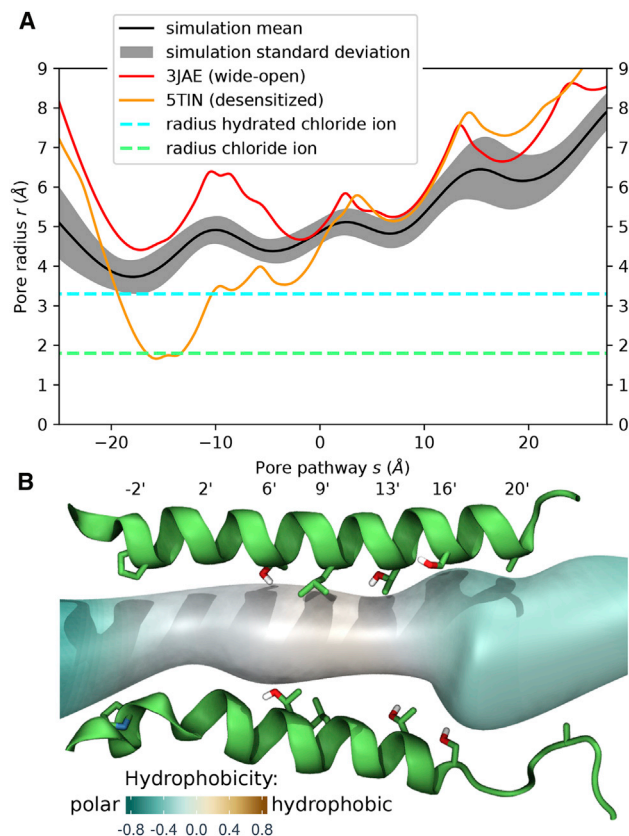 A
simulation mean
simulation standard deviation
3JAE (wide-open)
5TIN (desensitized)
radius hydrated chloride ion
radius chloride ion
Pore radius r (Å)
9 9
8 8
7 7
6 6
5 5
4 4
3 3
2 2
1 1
0 0
−20 −10 0 10 20
Pore pathway s (Å)
B
-2' 2' 6' 9' 13' 16' 20'
Hydrophobicity:
polar hydrophobic
-0.8 -0.4 0.0 0.4 0.8